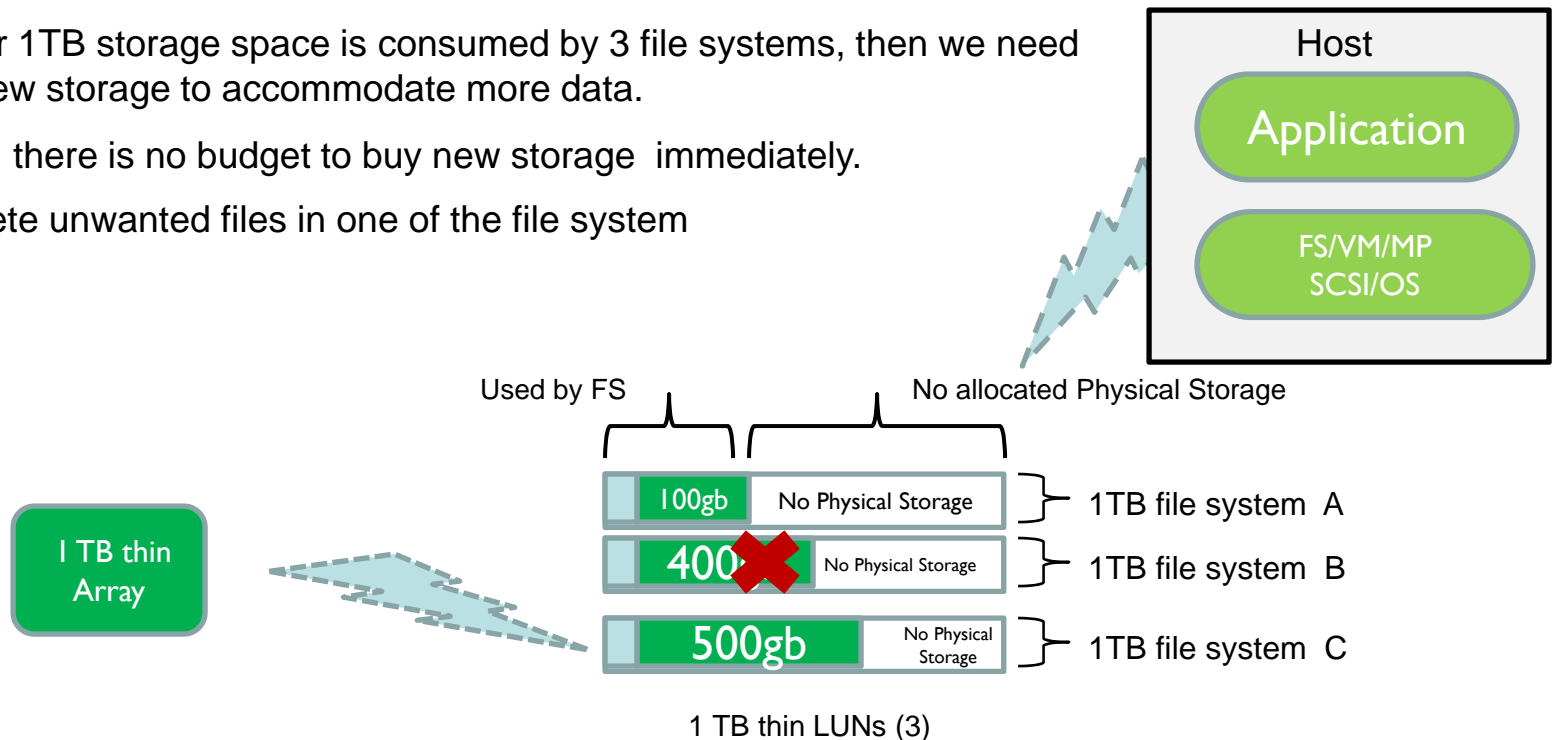 r 1TB storage space is consumed by 3 file systems, then we need
ew storage to accommodate more data.
there is no budget to buy new storage immediately.
ete unwanted files in one of the file system
Host
Application
FS/VM/MP
SCSI/OS
Used by FS
No allocated Physical Storage
100gb
No Physical Storage
1TB file system A
400
No Physical Storage
1TB file system B
500gb
No Physical
Storage
1TB file system C
1 TB thin
Array
1 TB thin LUNs (3)